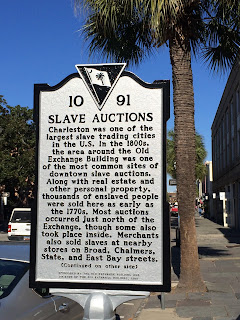 10 91
SLAVE AUCTIONS
Charleston was one of the
largest slave trading cities
in the U.S. In the 1800s,
the area around the Old
Exchange Building was one
of the most common sites of
downtown slave auctions.
Along with real estate and
other personal property,
thousands of enslaved people
were sold here as early as
the 1770s. Most auctions
occurred just north of the
Exchange, though some also
took place inside. Merchants
also sold slaves at nearby
stores on Broad, Chalmers,
State, and East Bay streets.
(Continued on other side)